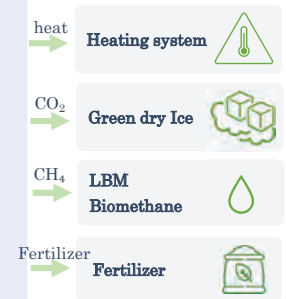 heat
Heating system
CO₂
Green dry Ice
CH₄
LBM
Biomethane
Fertilizer
Fertilizer